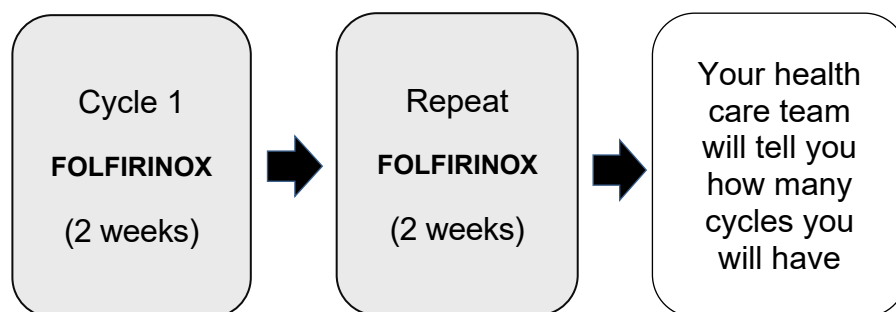 Cycle 1
FOLFIRINOX
(2 weeks)
Repeat
FOLFIRINOX
(2 weeks)
Your health
care team
will tell you
how many
cycles you
will have